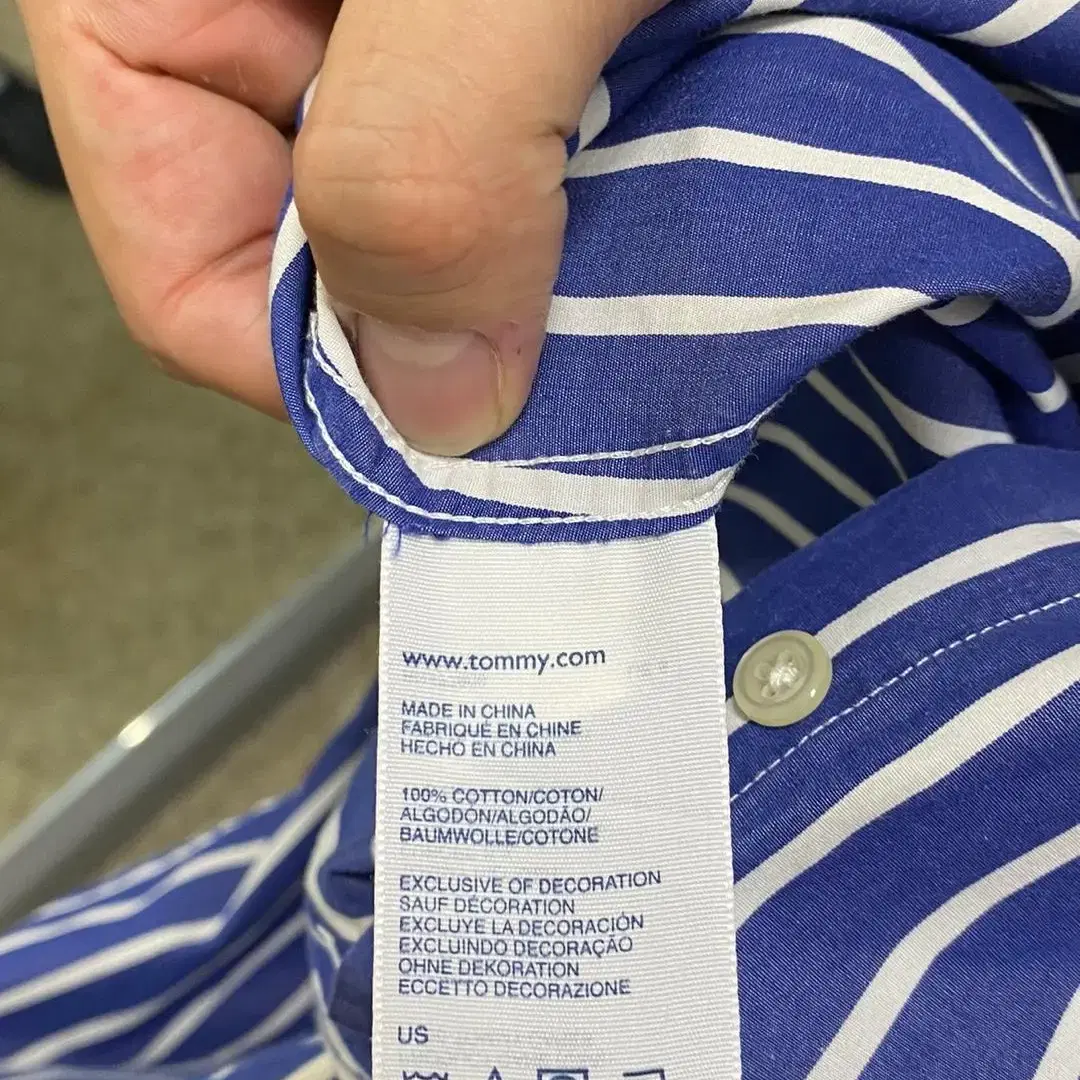 www.tommy.com
MADE IN CHINA
FABRIQUÉ EN CHINE
HECHO EN CHINA
100% COTTON/COTON/
ALGODÓN/ALGODÃO/
BAUMWOLLE/COTONE
EXCLUSIVE OF DECORATION
SAUF DÉCORATION
EXCLUYE LA DECORACIÓN
EXCLUINDO DECORAÇÃO
OHNE DEKORATION
ECCETTO DECORAZIONE
US